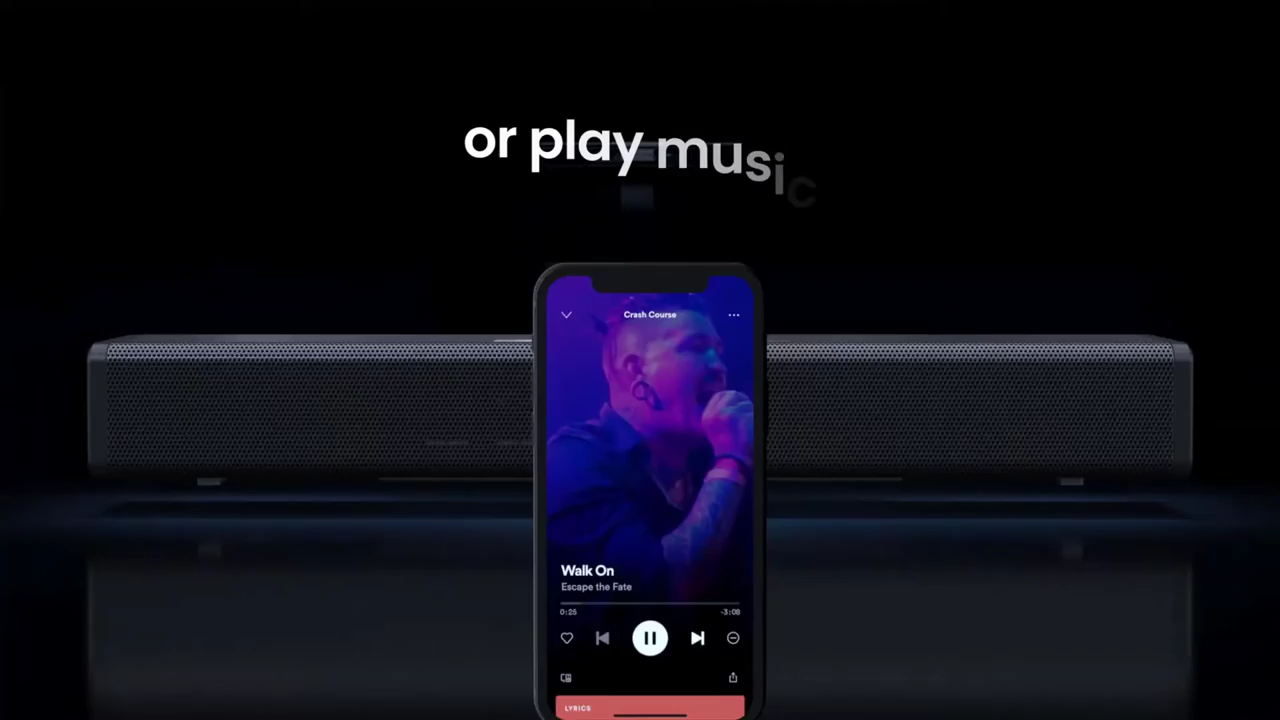 or play music
Crash Course
Walk On
Escape the Fate
0:25
-3:08
LYRICS